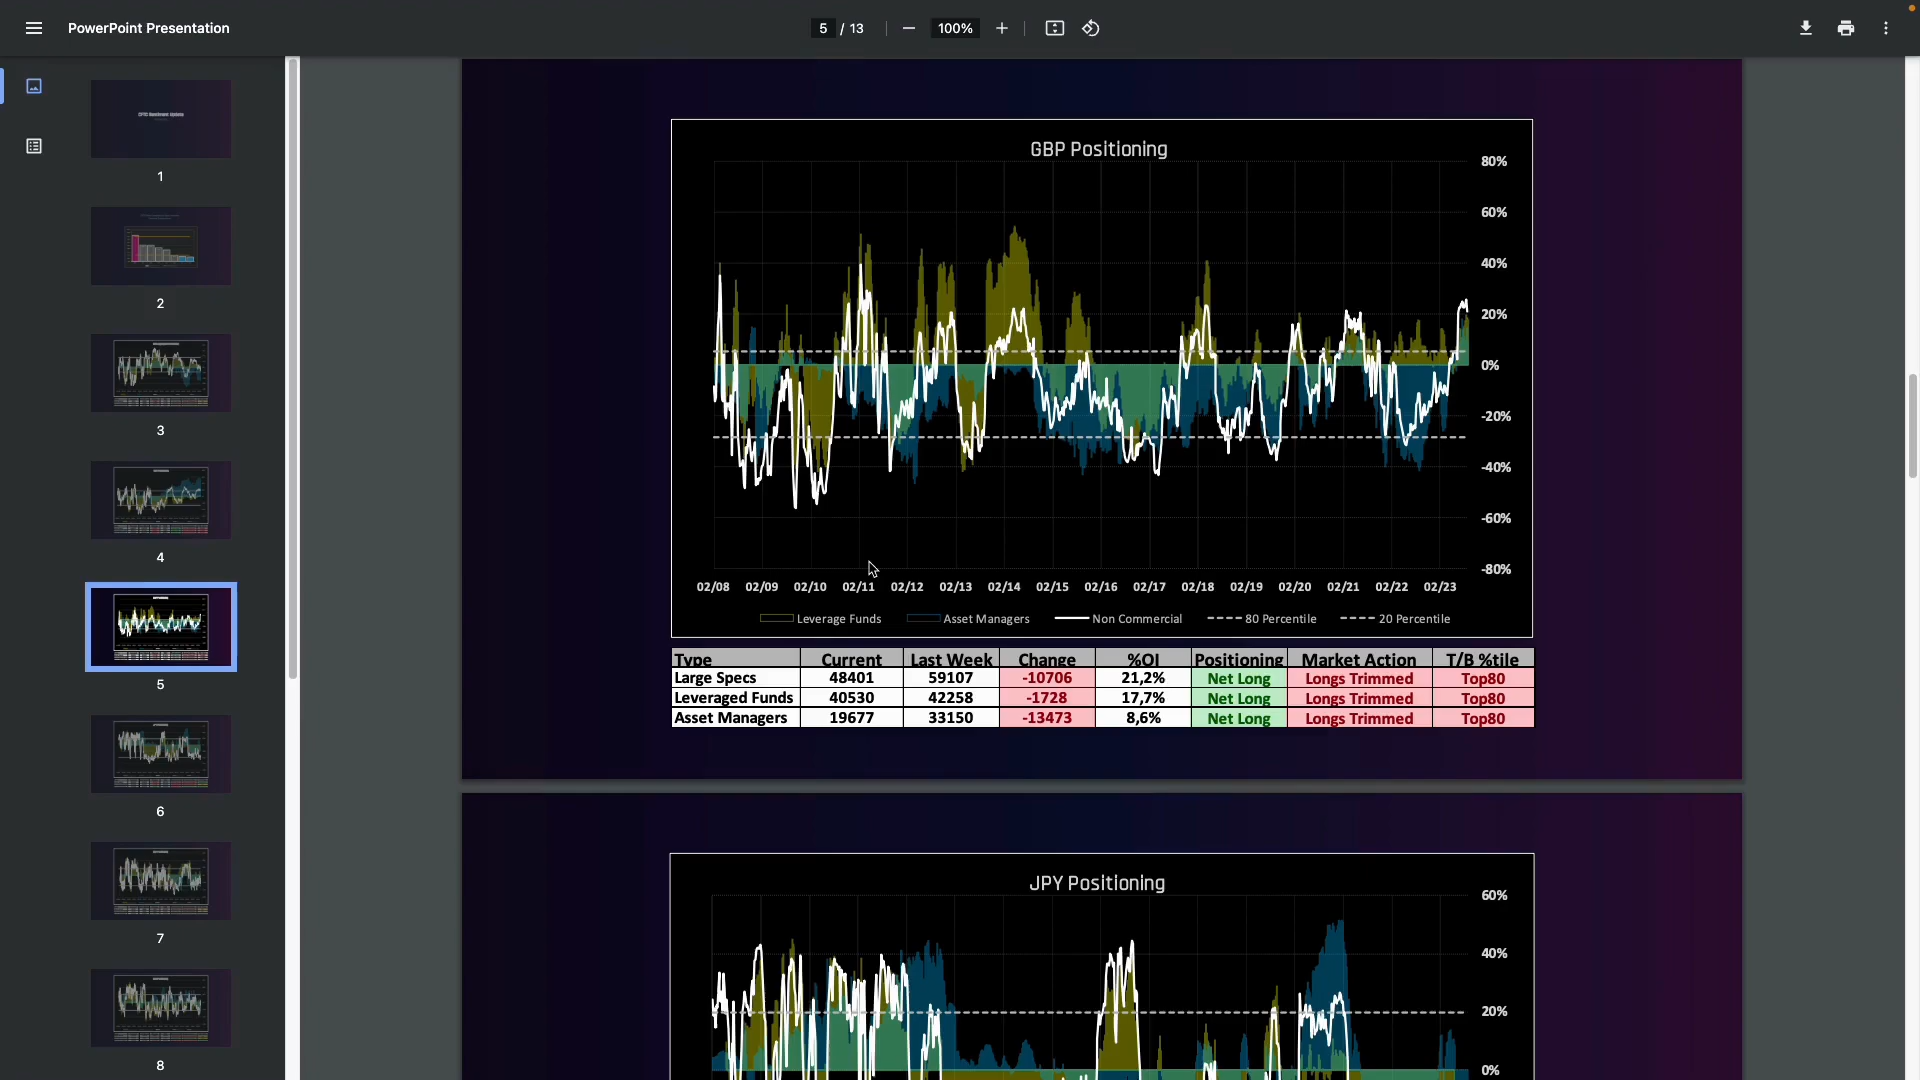 PowerPoint Presentation
5 / 13
100%
1
2
3
4
5
6
7
8
GBP Positioning
80%
60%
40%
20%
0%
-20%
-40%
-60%
-80%
02/08 02/09 02/10 02/11 02/12 02/13 02/14 02/15 02/16 02/17 02/18 02/19 02/20 02/21 02/22 02/23
Leverage Funds Asset Managers Non Commercial 80 Percentile 20 Percentile
Type Current Last Week Change %OI Positioning Market Action T/B %tile
Large Specs 48401 59107 -10706 21,2% Net Long Longs Trimmed Top80
Leveraged Funds 40530 42258 -1728 17,7% Net Long Longs Trimmed Top80
Asset Managers 19677 33150 -13473 8,6% Net Long Longs Trimmed Top80
JPY Positioning
60%
40%
20%
0%